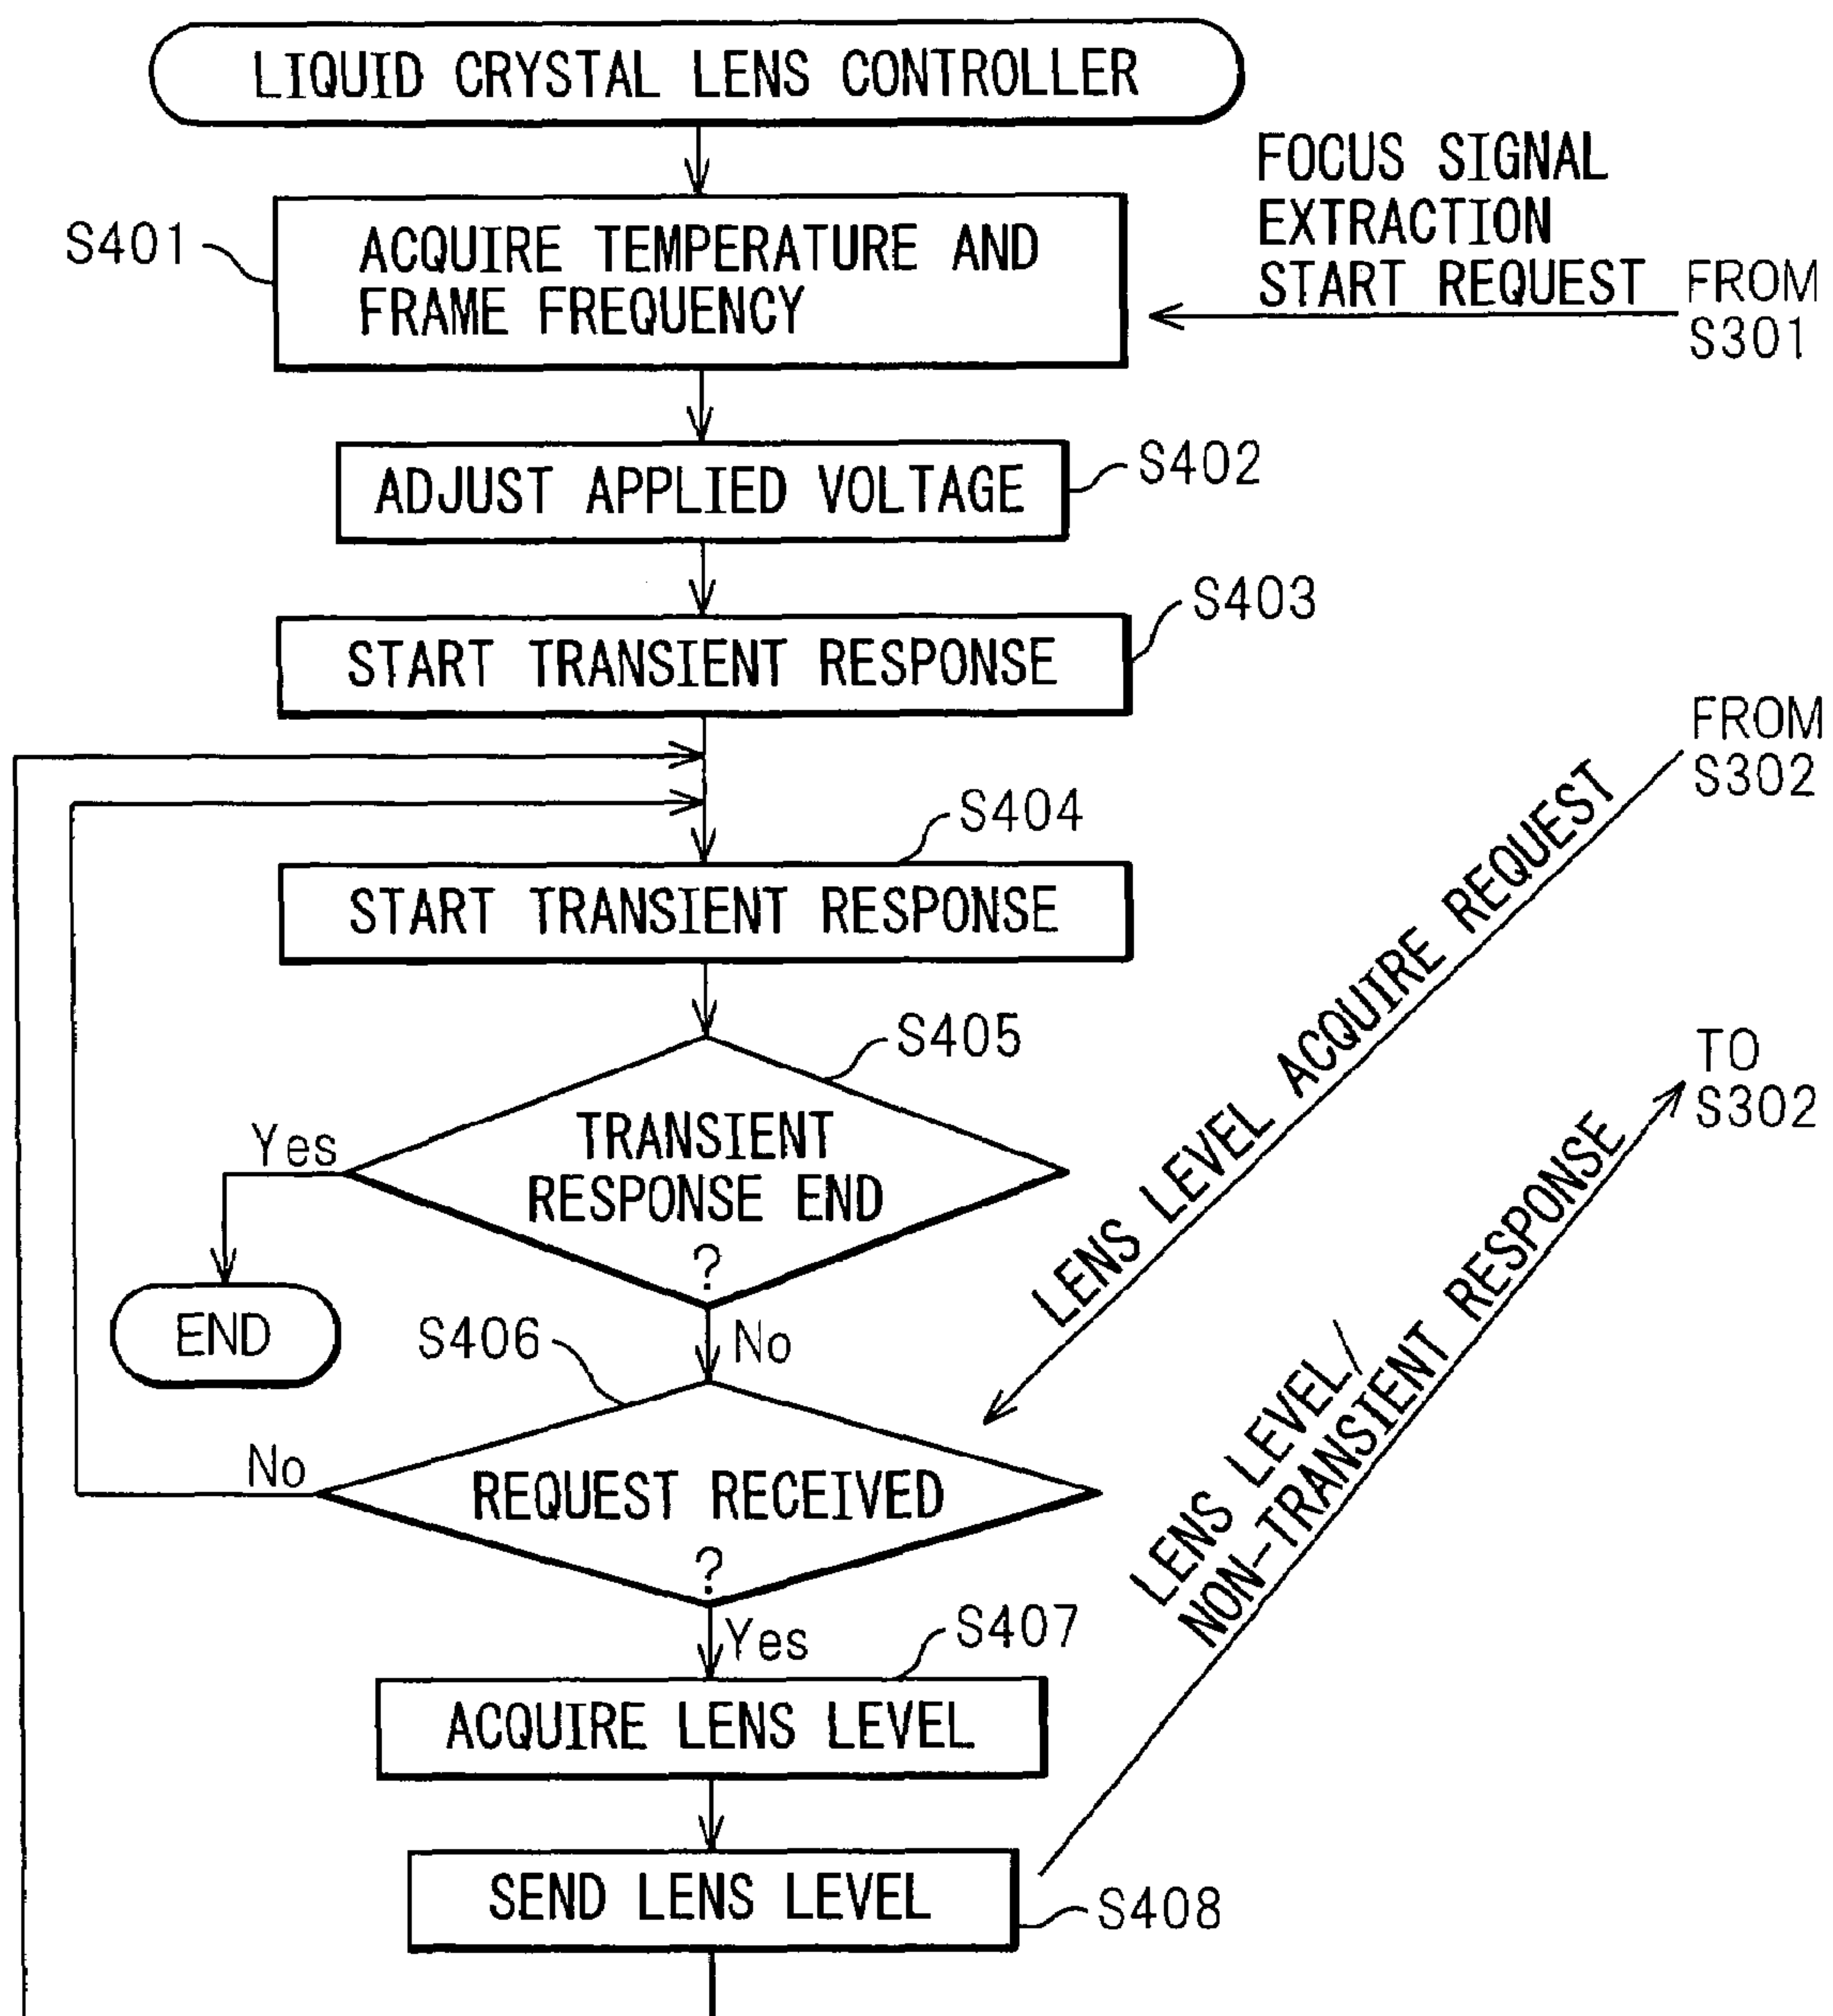 LIQUID CRYSTAL LENS CONTROLLER
FOCUS SIGNAL
EXTRACTION
START REQUEST
FROM
S301
S401
ACQUIRE TEMPERATURE AND
FRAME FREQUENCY
ADJUST APPLIED VOLTAGE
S402
S403
START TRANSIENT RESPONSE
FROM
S302
LENS LEVEL ACQUIRE REQUEST
S404
START TRANSIENT RESPONSE
S405
TO
S302
TRANSIENT
RESPONSE END
?
Yes
END
No
LENS LEVEL/
NON-TRANSIENT RESPONSE
S406
REQUEST RECEIVED
?
No
Yes
S407
ACQUIRE LENS LEVEL
SEND LENS LEVEL
S408